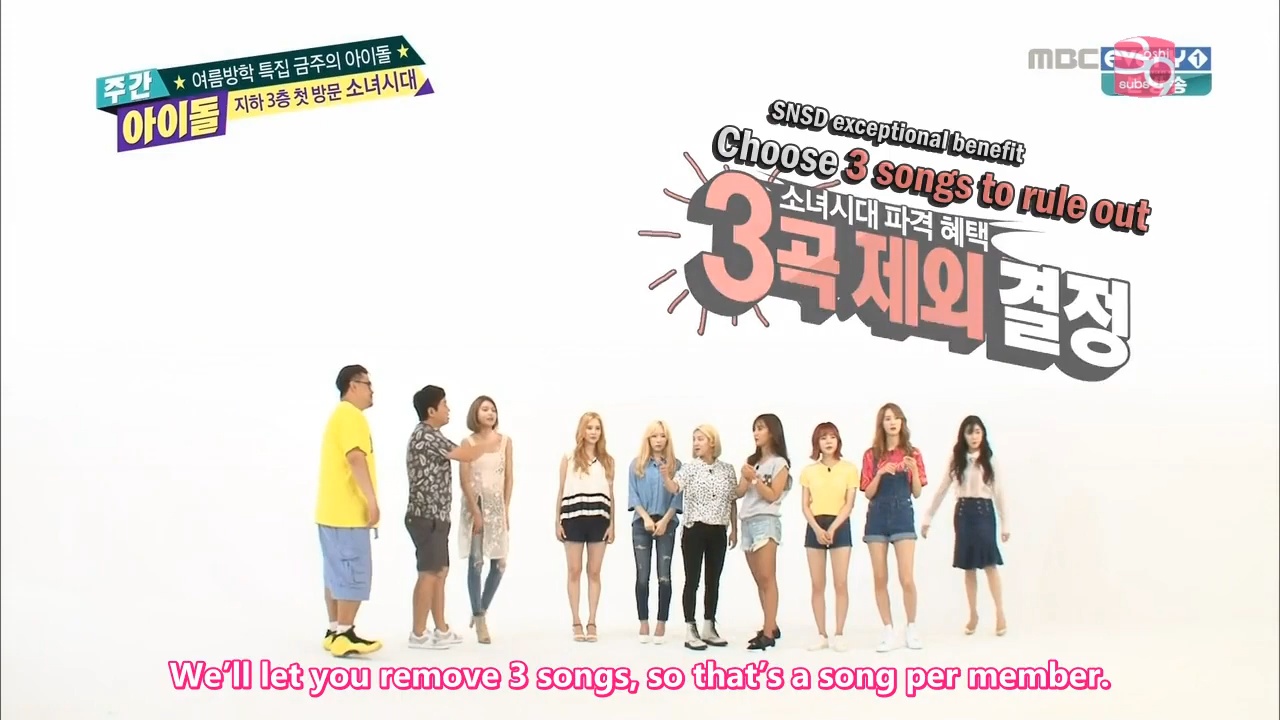 주간
아이돌
★ 여름방학 특집 금주의 아이돌 ★
지하 3층 첫 방문 소녀시대
MBC
subs
SNSD exceptional benefit
Choose 3 songs to rule out
소녀시대 파격 혜택
3곡 제외 결정
We'll let you remove 3 songs, so that's a song per member.